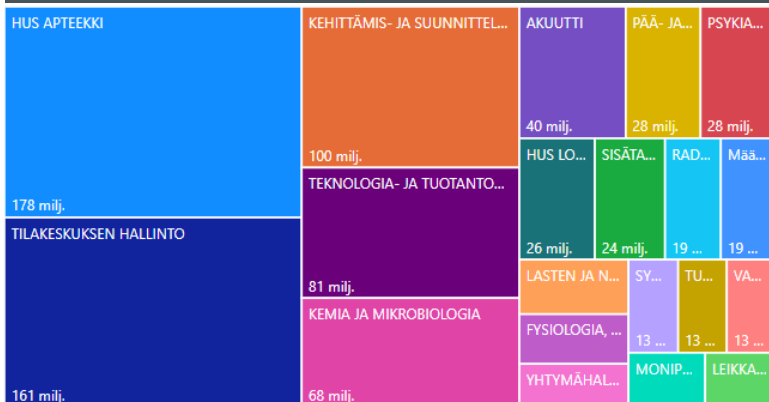 HUS APTEEKKI
178 milj.
TILAKESKUKSEN HALLINTO
161 milj.
KEHITTÄMIS- JA SUUNNITTEL...
100 milj.
TEKNOLOGIA- JA TUOTANTO...
81 milj.
KEMIA JA MIKROBIOLOGIA
68 milj.
AKUUTTI
40 milj.
PÄÄ- JA...
28 milj.
PSYKIA...
28 milj.
HUS LO...
26 milj.
SISÄTA...
24 milj.
RAD...
19 ...
Mää...
19 ...
LASTEN JA N...
FYSIOLOGIA, ...
YHTYMÄHAL...
SY...
13 ...
TU...
13 ...
VA...
13 ...
MONIP...
LEIKKA...